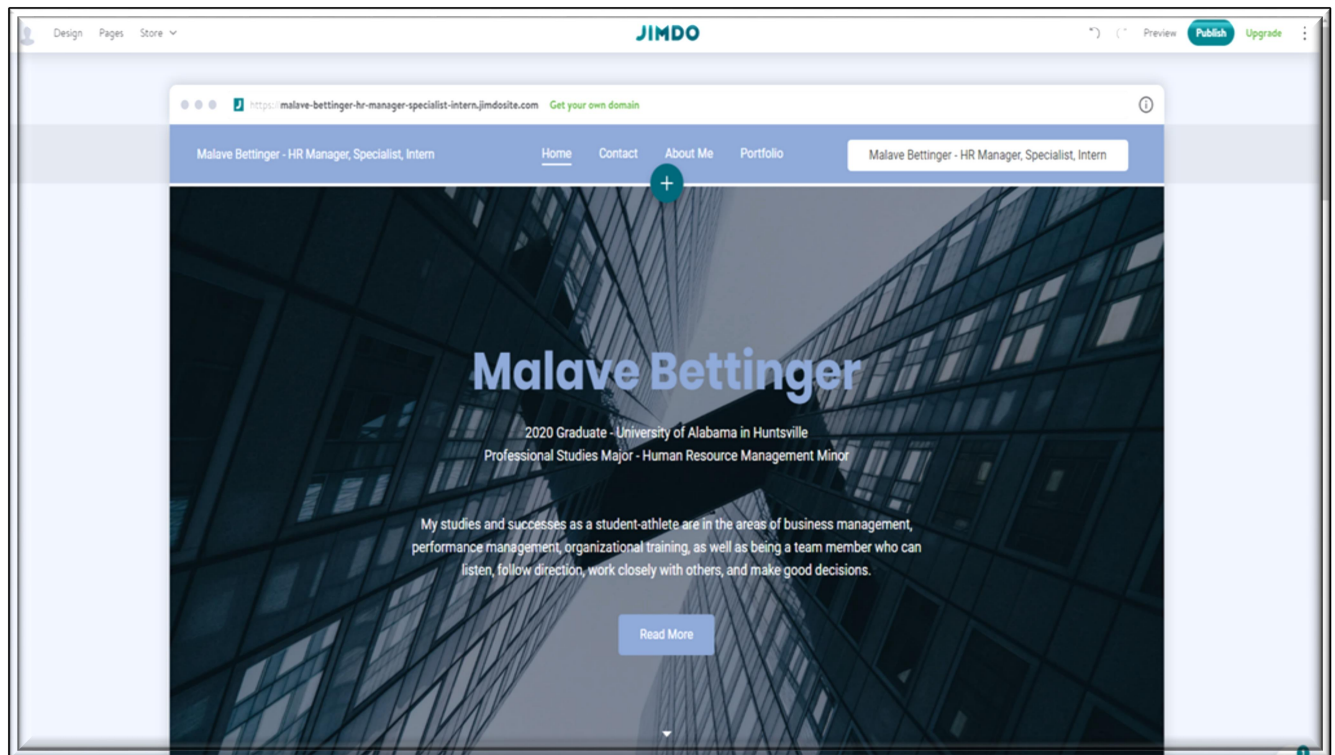 Design Pages Store
JIMDO
Preview Publish Upgrade
https://malave-bettinger-hr-manager-specialist-intern.jimdosite.com Get your own domain
Malave Bettinger - HR Manager, Specialist, Intern Home Contact About Me Portfolio Malave Bettinger - HR Manager, Specialist, Intern
Malave Bettinger
2020 Graduate - University of Alabama in Huntsville
Professional Studies Major - Human Resource Management Minor
My studies and successes as a student-athlete are in the areas of business management,
performance management, organizational training, as well as being a team member who can
listen, follow direction, work closely with others, and make good decisions.
Read More
1